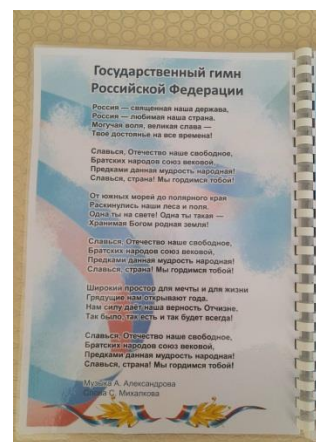 Государственный гимн
Российской Федерации
Россия — священная наша держава,
Россия — любимая наша страна.
Могучая воля, великая слава —
Твоё достоянье на все времена!
Славься, Отечество наше свободное,
Братских народов союз вековой,
Предками данная мудрость народная!
Славься, страна! Мы гордимся тобой!
От южных морей до полярного края
Раскинулись наши леса и поля.
Одна ты на свете! Одна ты такая —
Хранимая Богом родная земля!
Славься, Отечество наше свободное,
Братских народов союз вековой,
Предками данная мудрость народная!
Славься, страна! Мы гордимся тобой!
Широкий простор для мечты и для жизни
Грядущие нам открывают года.
Нам силу даёт наша верность Отчизне.
Так было, так есть и так будет всегда!
Славься, Отечество наше свободное,
Братских народов союз вековой,
Предками данная мудрость народная!
Славься, страна! Мы гордимся тобой!
Музыка А. Александрова
Слова С. Михалкова